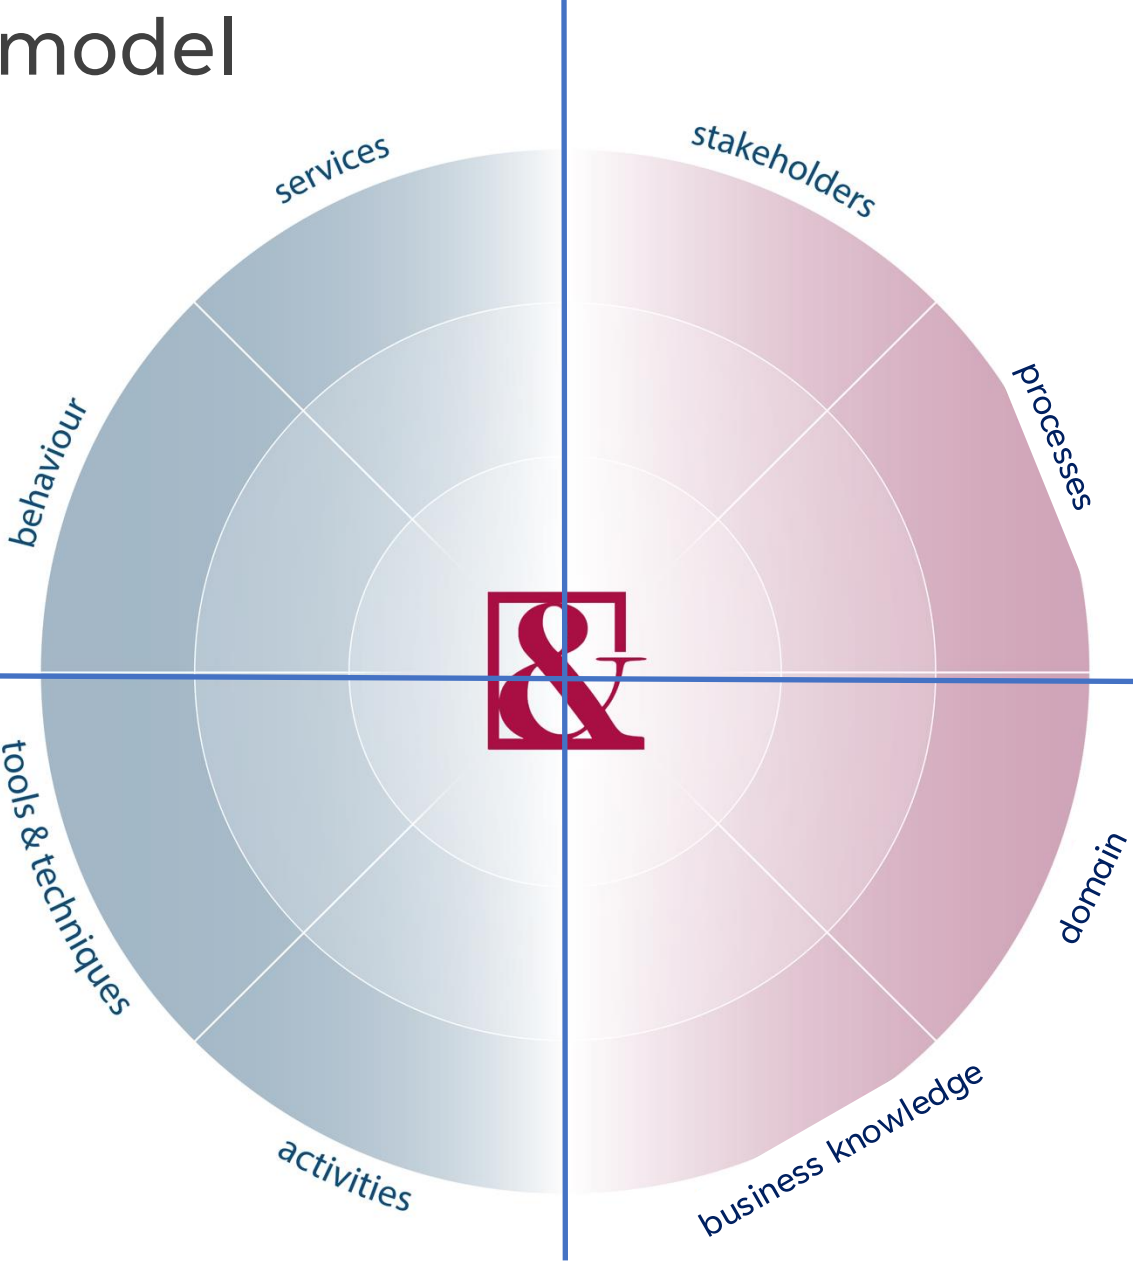 model
services
stakeholders
behaviour
processes
&
tools & techniques
domain
activities
business knowledge